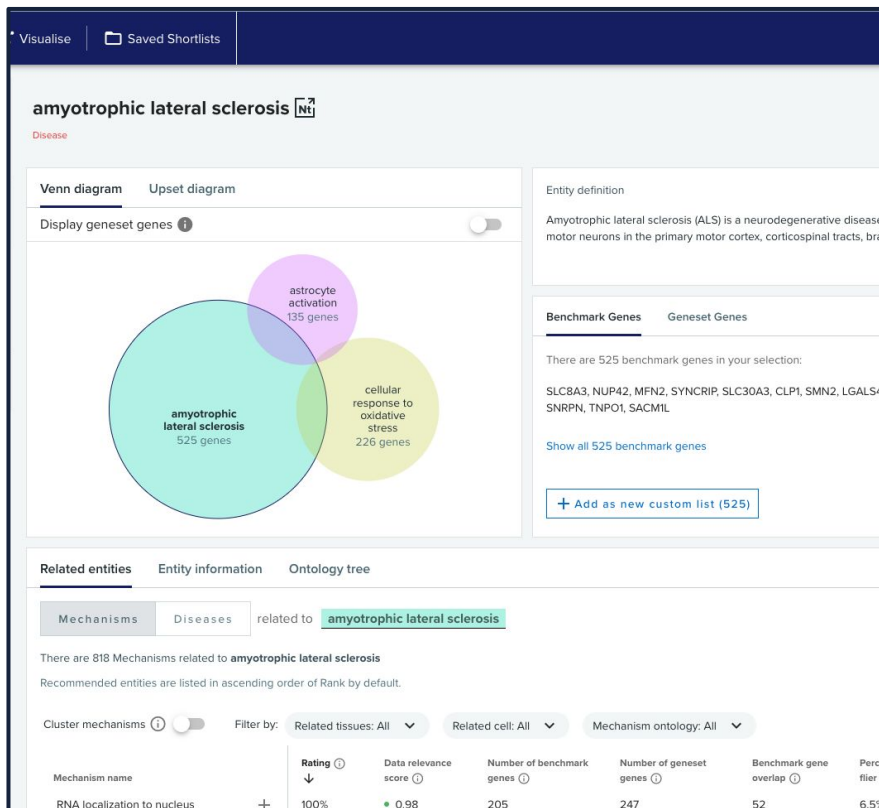 Visualise
Saved Shortlists
amyotrophic lateral sclerosis Nt
Disease
Venn diagram
Upset diagram
Display geneset genes i
astrocyte
activation
135 genes
amyotrophic
lateral sclerosis
525 genes
cellular
response to
oxidative
stress
226 genes
Entity definition
Amyotrophic lateral sclerosis (ALS) is a neurodegenerative disease
motor neurons in the primary motor cortex, corticospinal tracts, bra
Benchmark Genes
Geneset Genes
There are 525 benchmark genes in your selection:
SLC8A3, NUP42, MFN2, SYNCRIP, SLC30A3, CLP1, SMN2, LGALS4
SNRPN, TNPO1, SACM1L
Show all 525 benchmark genes
+ Add as new custom list (525)
Related entities
Entity information
Ontology tree
Mechanisms
Diseases
related to amyotrophic lateral sclerosis
There are 818 Mechanisms related to amyotrophic lateral sclerosis
Recommended entities are listed in ascending order of Rank by default.
Cluster mechanisms i
Filter by:
Related tissues: All
Related cell: All
Mechanism ontology: All
Mechanism name
Rating i
Data relevance
score i
Number of benchmark
genes i
Number of geneset
genes i
Benchmark gene
overlap i
Perc
flier
RNA localization to nucleus + 100% 0.98 205 247 52 6.5%